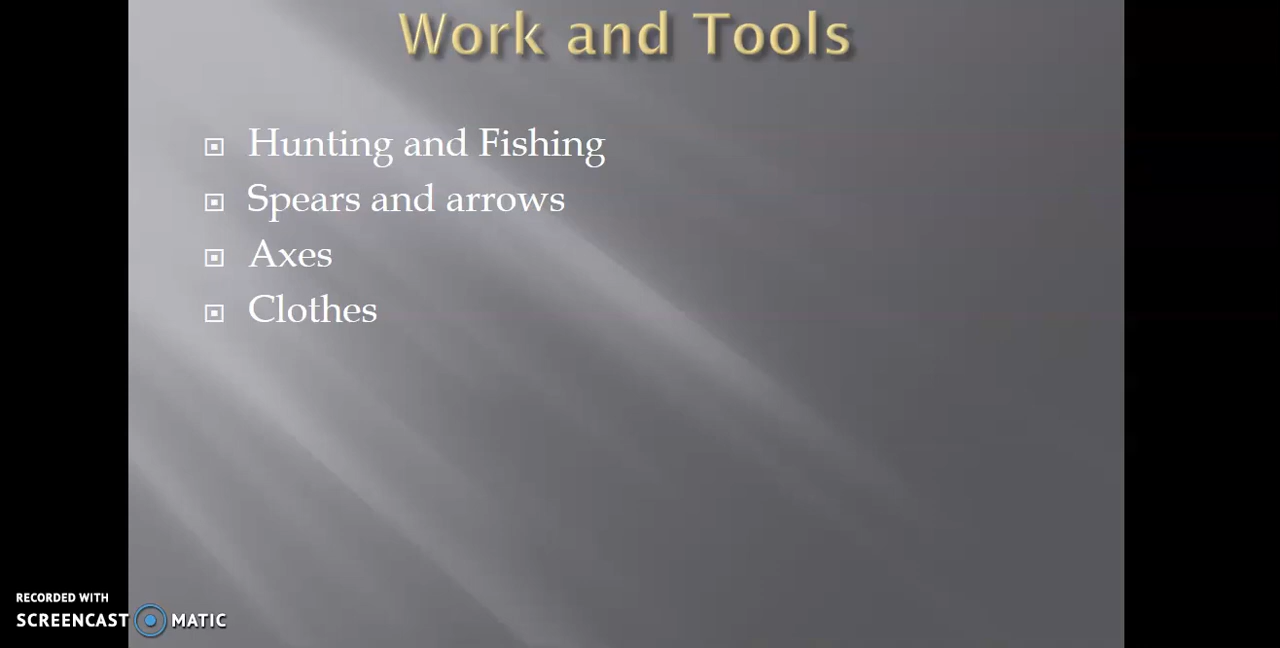 Work and Tools
Hunting and Fishing
Spears and arrows
Axes
Clothes
RECORDED WITH
SCREENCAST MATIC